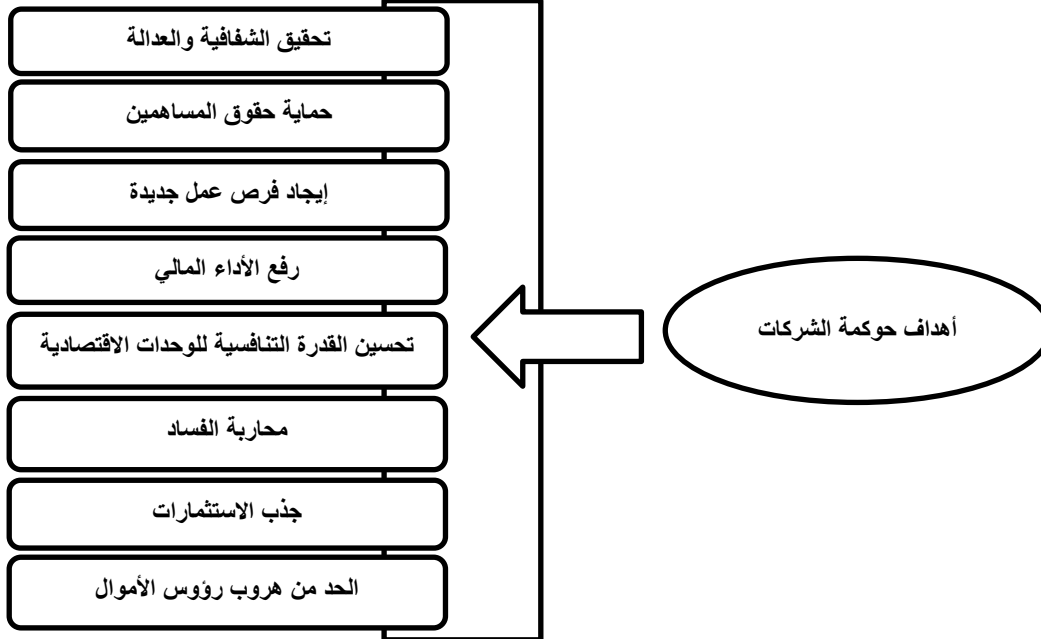 أهداف حوكمة الشركات
تحقيق الشفافية والعدالة
حماية حقوق المساهمين
إيجاد فرص عمل جديدة
رفع الأداء المالي
تحسين القدرة التنافسية للوحدات الاقتصادية
محاربة الفساد
جذب الاستثمارات
الحد من هروب رؤوس الأموال